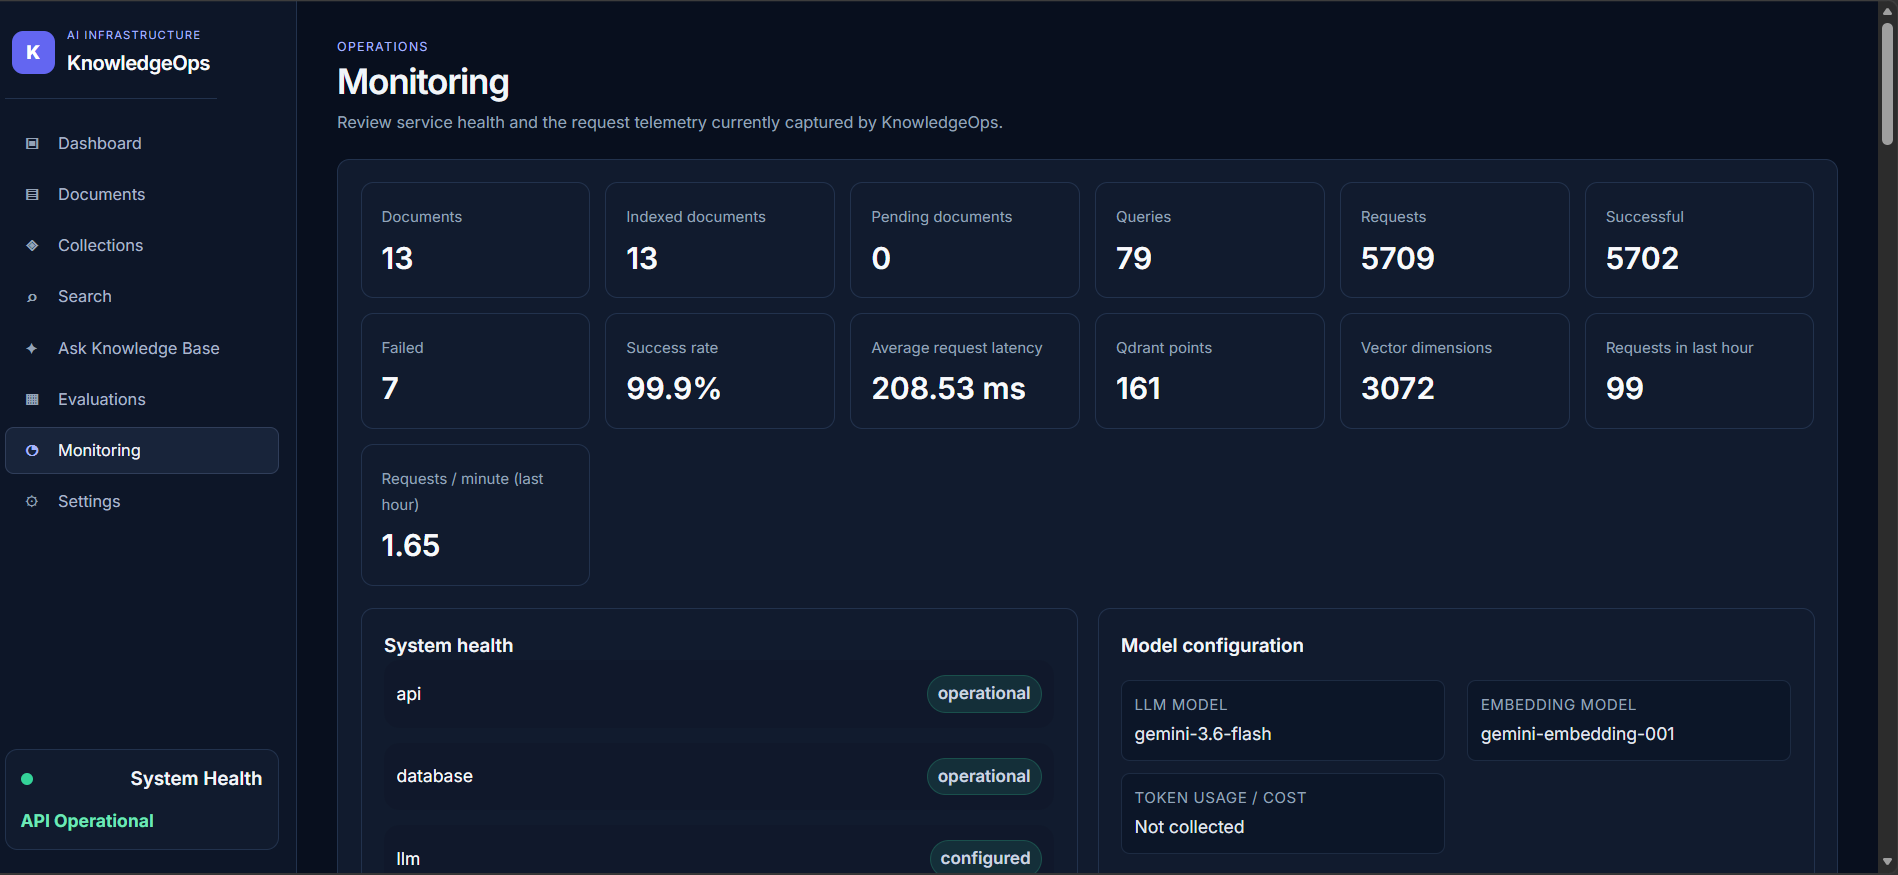 K
AI INFRASTRUCTURE
KnowledgeOps
Dashboard
Documents
Collections
Search
Ask Knowledge Base
Evaluations
Monitoring
Settings
System Health
API Operational
OPERATIONS
Monitoring
Review service health and the request telemetry currently captured by KnowledgeOps.
Documents
13
Indexed documents
13
Pending documents
0
Queries
79
Requests
5709
Successful
5702
Failed
7
Success rate
99.9%
Average request latency
208.53 ms
Qdrant points
161
Vector dimensions
3072
Requests in last hour
99
Requests / minute (last
hour)
1.65
System health
api
operational
database
operational
llm
configured
Model configuration
LLM MODEL
gemini-3.6-flash
EMBEDDING MODEL
gemini-embedding-001
TOKEN USAGE / COST
Not collected